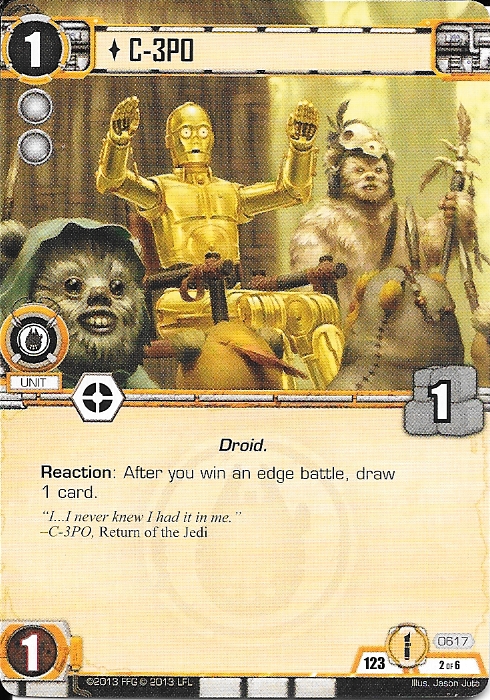 1
C-3PO
UNIT
1
Droid.
Reaction: After you win an edge battle, draw
1 card.
"I...I never knew I had it in me."
–C-3PO, Return of the Jedi
1
0617
123
2 OF 6
©2013 FFG © 2013 LFL
Illus. Jason Juta